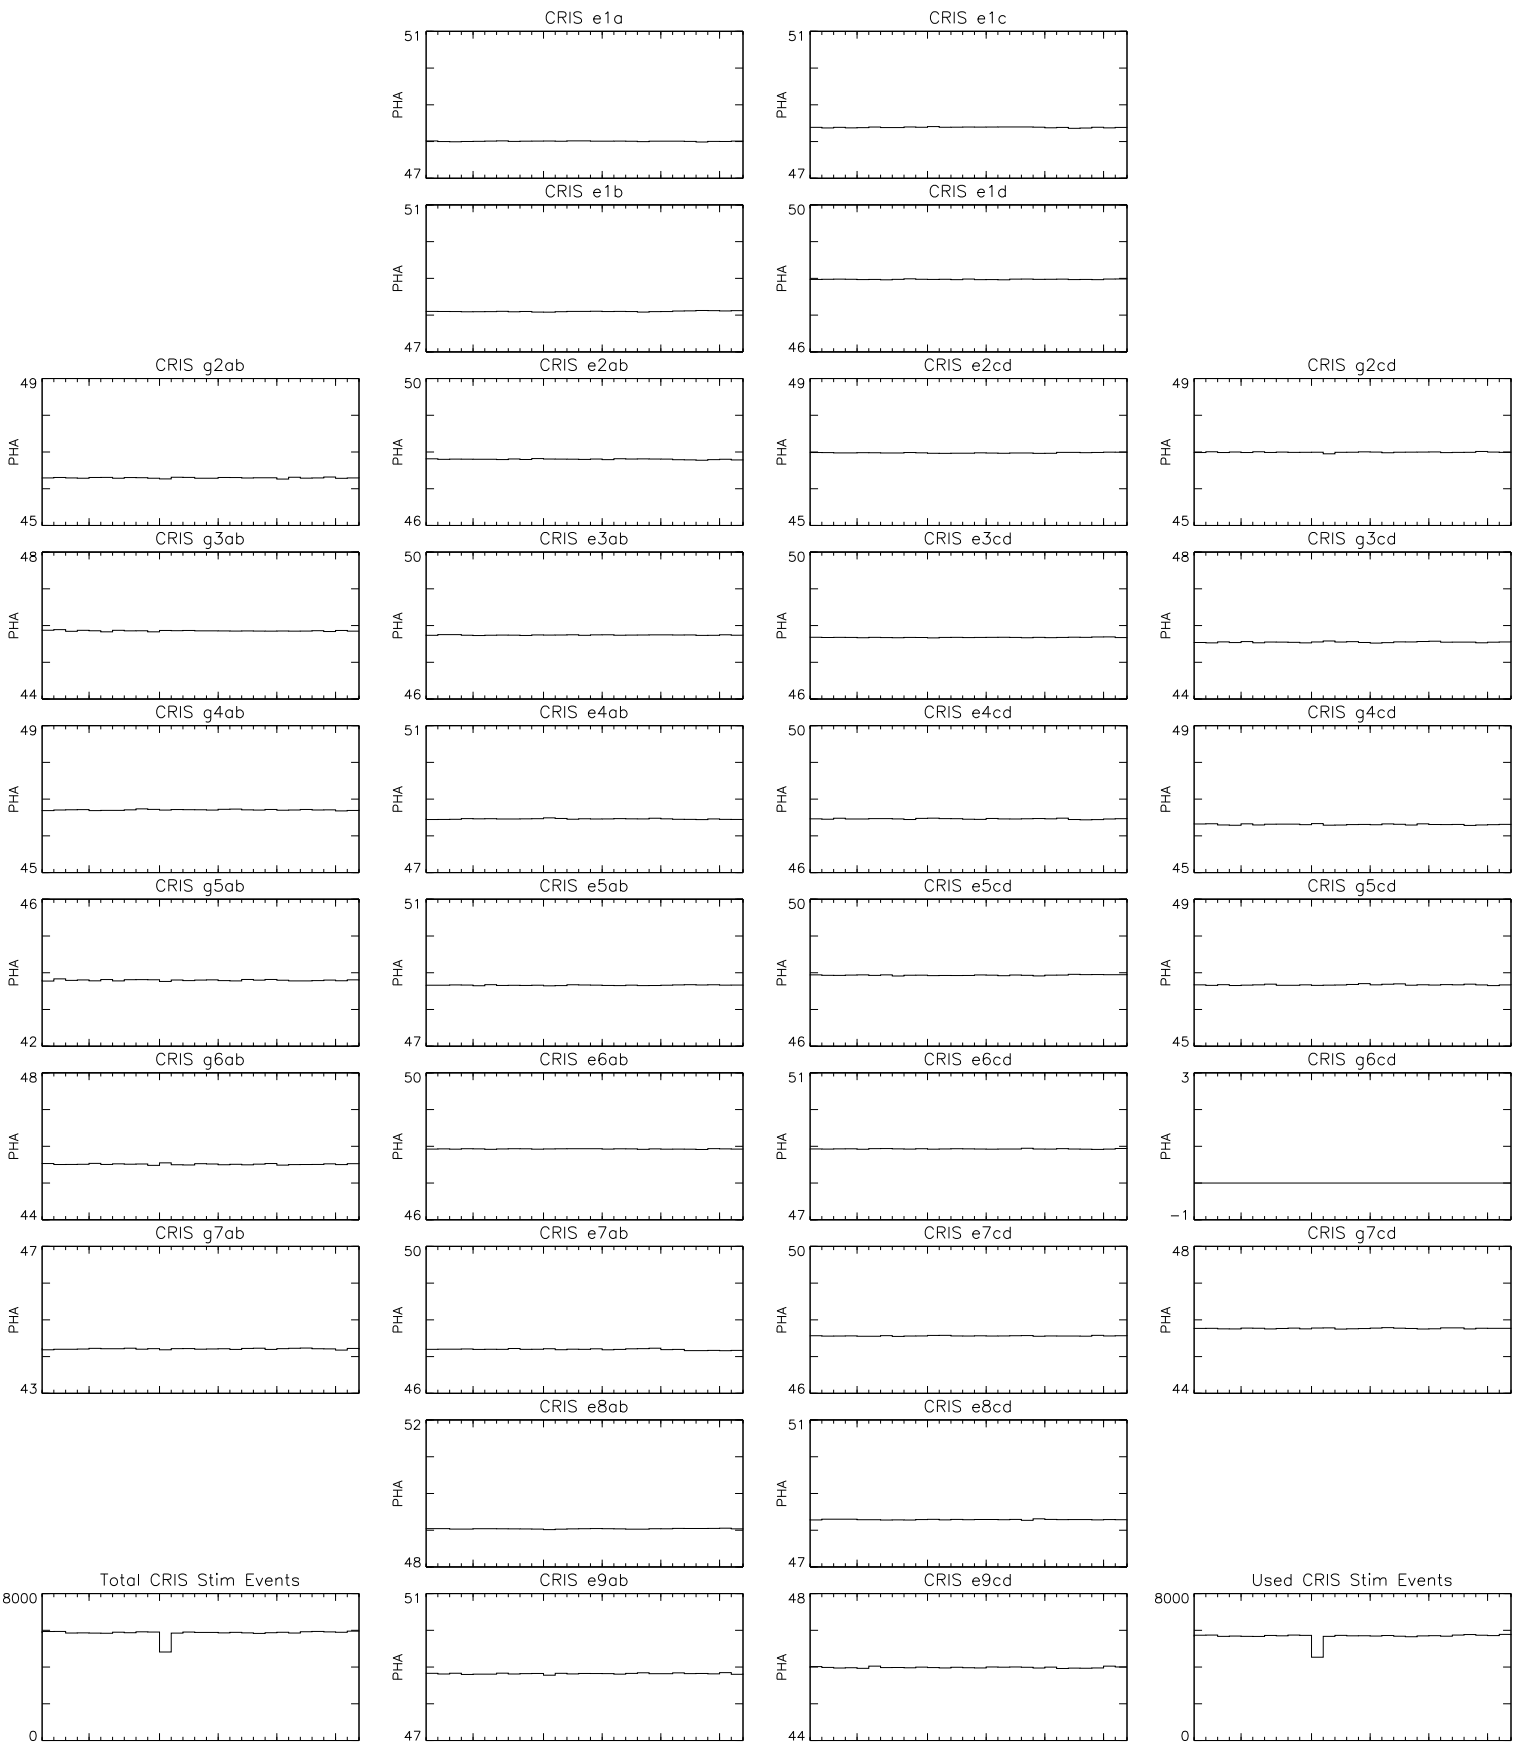 CRIS e1a
CRIS e1c
51
PHA
47
51
PHA
47
CRIS e1b
CRIS e1d
51
PHA
47
50
PHA
46
CRIS g2ab
CRIS e2ab
CRIS e2cd
CRIS g2cd
49
PHA
45
50
PHA
46
49
PHA
45
49
PHA
45
CRIS g3ab
CRIS e3ab
CRIS e3cd
CRIS g3cd
48
PHA
44
50
PHA
46
50
PHA
46
48
PHA
44
CRIS g4ab
CRIS e4ab
CRIS e4cd
CRIS g4cd
49
PHA
45
51
PHA
47
50
PHA
46
49
PHA
45
CRIS g5ab
CRIS e5ab
CRIS e5cd
CRIS g5cd
46
PHA
42
51
PHA
47
50
PHA
46
49
PHA
45
CRIS g6ab
CRIS e6ab
CRIS e6cd
CRIS g6cd
48
PHA
44
50
PHA
46
51
PHA
47
3
PHA
-1
CRIS g7ab
CRIS e7ab
CRIS e7cd
CRIS g7cd
47
PHA
43
50
PHA
46
50
PHA
46
48
PHA
44
CRIS e8ab
CRIS e8cd
52
PHA
48
51
PHA
47
Total CRIS Stim Events
CRIS e9ab
CRIS e9cd
Used CRIS Stim Events
8000
0
51
PHA
47
48
PHA
44
8000
0